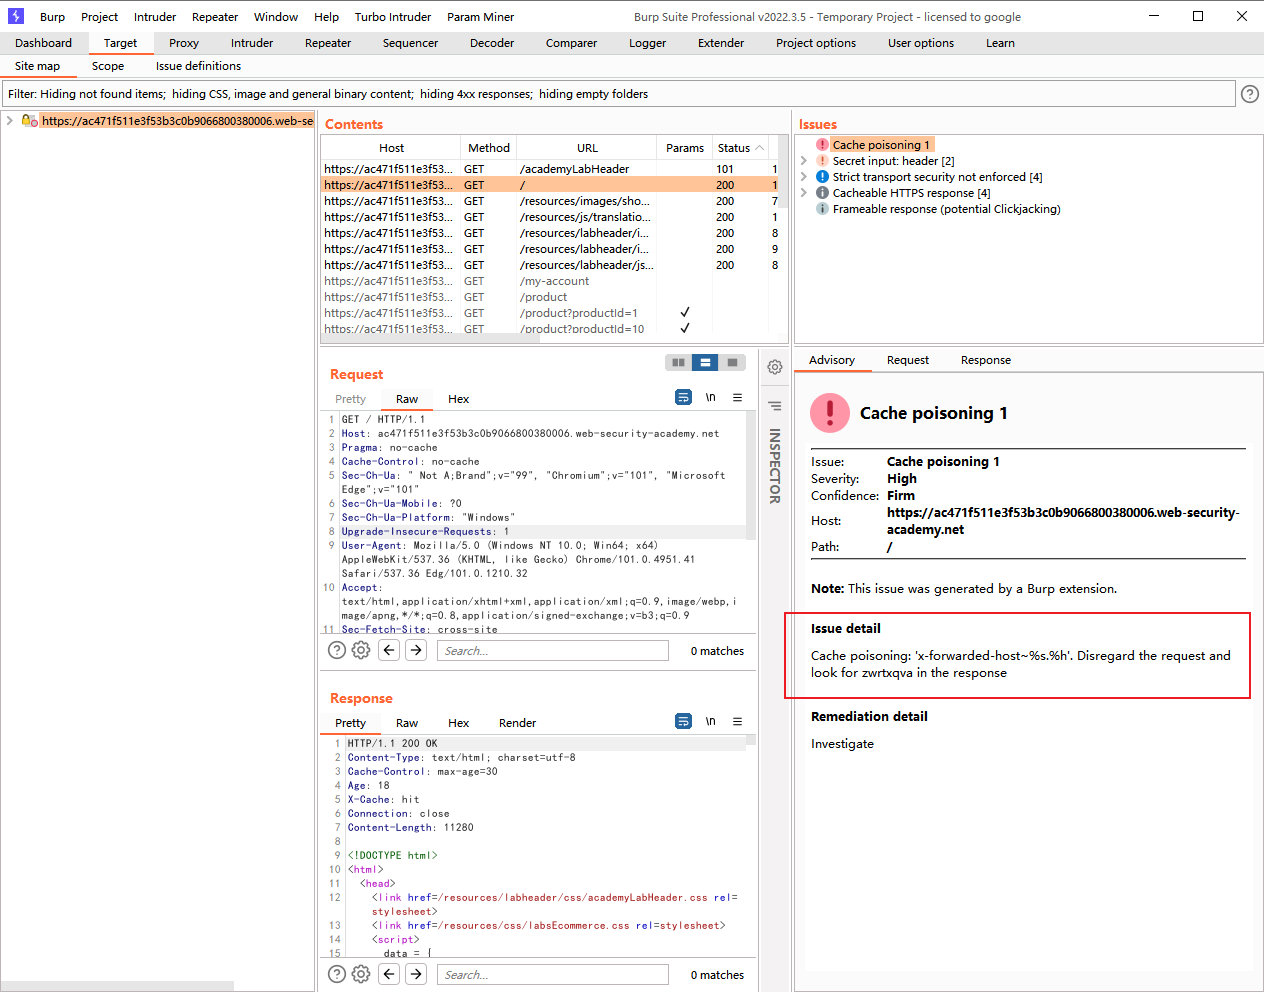 Burp Project Intruder Repeater Window Help Turbo Intruder Param Miner Burp Suite Professional v2022.3.5 - Temporary Project - licensed to google
Dashboard Target Proxy Intruder Repeater Sequencer Decoder Comparer Logger Extender Project options User options Learn
Site map Scope Issue definitions
Filter: Hiding not found items; hiding CSS, image and general binary content; hiding 4xx responses; hiding empty folders
https://ac471f511e3f53b3c0b9066800380006.web-se
Contents
Host Method URL Params Status
https://ac471f511e3f53... GET /academyLabHeader 101 1
https://ac471f511e3f53... GET / 200 1
https://ac471f511e3f53... GET /resources/images/sho... 200 7
https://ac471f511e3f53... GET /resources/js/translatio... 200 1
https://ac471f511e3f53... GET /resources/labheader/i... 200 8
https://ac471f511e3f53... GET /resources/labheader/i... 200 9
https://ac471f511e3f53... GET /resources/labheader/js... 200 8
https://ac471f511e3f53... GET /my-account
https://ac471f511e3f53... GET /product
https://ac471f511e3f53... GET /product?productId=1 ✓
https://ac471f511e3f53... GET /product?productId=10 ✓
Issues
Cache poisoning 1
Secret input: header [2]
Strict transport security not enforced [4]
Cacheable HTTPS response [4]
Frameable response (potential Clickjacking)
Request
Pretty Raw Hex \n
1 GET / HTTP/1.1
2 Host: ac471f511e3f53b3c0b9066800380006.web-security-academy.net
3 Pragma: no-cache
4 Cache-Control: no-cache
5 Sec-Ch-Ua: " Not A;Brand";v="99", "Chromium";v="101", "Microsoft
Edge";v="101"
6 Sec-Ch-Ua-Mobile: ?0
7 Sec-Ch-Ua-Platform: "Windows"
8 Upgrade-Insecure-Requests: 1
9 User-Agent: Mozilla/5.0 (Windows NT 10.0; Win64; x64)
AppleWebKit/537.36 (KHTML, like Gecko) Chrome/101.0.4951.41
Safari/537.36 Edg/101.0.1210.32
10 Accept:
text/html,application/xhtml+xml,application/xml;q=0.9,image/webp,i
mage/apng,*/*;q=0.8,application/signed-exchange;v=b3;q=0.9
11 Sec-Fetch-Site: cross-site
Search... 0 matches
Response
Pretty Raw Hex Render \n
1 HTTP/1.1 200 OK
2 Content-Type: text/html; charset=utf-8
3 Cache-Control: max-age=30
4 Age: 18
5 X-Cache: hit
6 Connection: close
7 Content-Length: 11280
8
9 <!DOCTYPE html>
10 <html>
11 <head>
12 <link href=/resources/labheader/css/academyLabHeader.css rel=
stylesheet>
13 <link href=/resources/css/labsEcommerce.css rel=stylesheet>
14 <script>
15 data = {
Search... 0 matches
INSPECTOR
Advisory Request Response
Cache poisoning 1
Issue: Cache poisoning 1
Severity: High
Confidence: Firm
Host: https://ac471f511e3f53b3c0b9066800380006.web-security-
academy.net
Path: /
Note: This issue was generated by a Burp extension.
Issue detail
Cache poisoning: 'x-forwarded-host~%s.%h'. Disregard the request and
look for zwrtxqva in the response
Remediation detail
Investigate